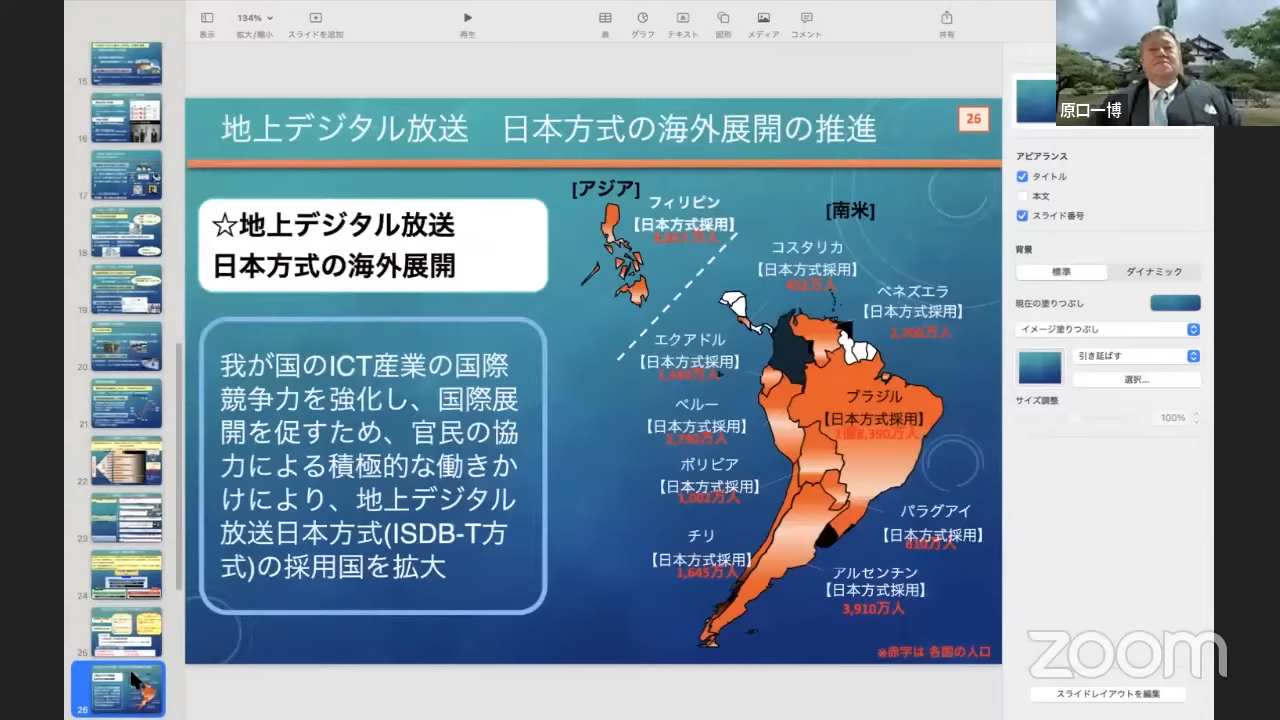 134%
表示
拡大/縮小
スライドを追加
再生
表
グラフ
テキスト
図形
メディア
コメント
共有
原口一博
15
16
17
18
19
20
21
22
23
24
26
地上デジタル放送　日本方式の海外展開の推進
26
☆地上デジタル放送
日本方式の海外展開
我が国のICT産業の国際
競争力を強化し、国際展
開を促すため、官民の協
力による積極的な働きか
けにより、地上デジタル
放送日本方式(ISDB-T方
式)の採用国を拡大
[アジア]
フィリピン
【日本方式採用】
[南米]
コスタリカ
【日本方式採用】
452万人
ベネズエラ
【日本方式採用】
2,700万人
エクアドル
【日本方式採用】
ペルー
【日本方式採用】
2,790万人
ブラジル
【日本方式採用】
ボリビア
【日本方式採用】
1,002万人
パラグアイ
【日本方式採用】
610万人
チリ
【日本方式採用】
1,645万人
アルゼンチン
【日本方式採用】
3,910万人
※赤字は 各国の人口
アピアランス
タイトル
本文
スライド番号
背景
標準
ダイナミック
現在の塗りつぶし
イメージ塗りつぶし
引き延ばす
選択...
サイズ調整
100%
スライドレイアウトを編集
zoom